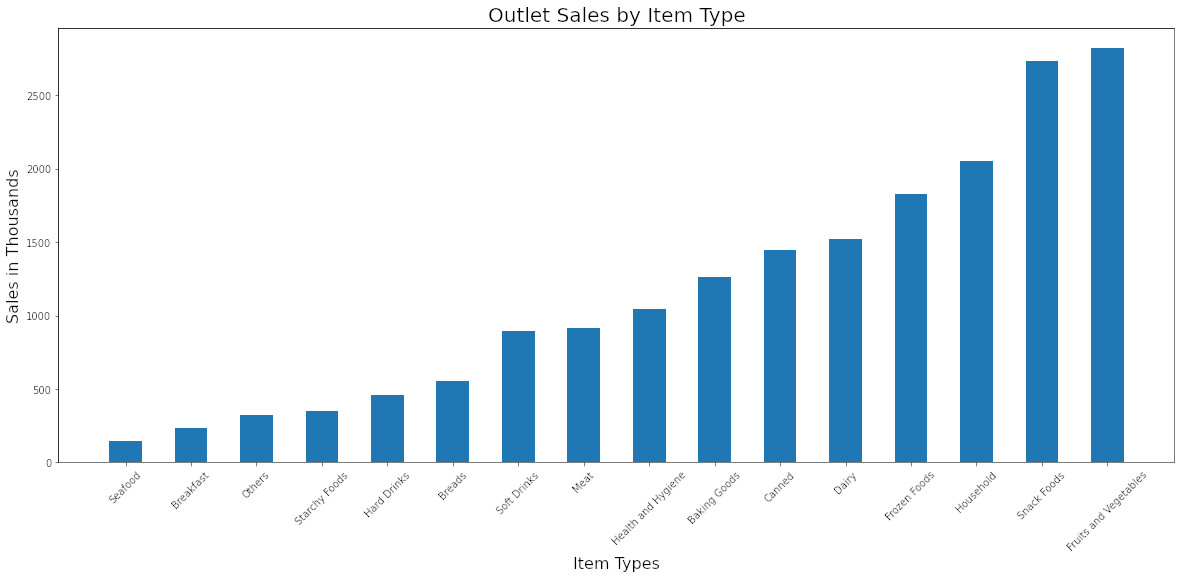 Outlet Sales by Item Type
Sales in Thousands
2500
2000
1500
1000
500
0
Seafood
Breakfast
Others
Starchy Foods
Hard Drinks
Breads
Soft Drinks
Meat
Health and Hygiene
Baking Goods
Canned
Dairy
Frozen Foods
Household
Snack Foods
Fruits and Vegetables
Item Types